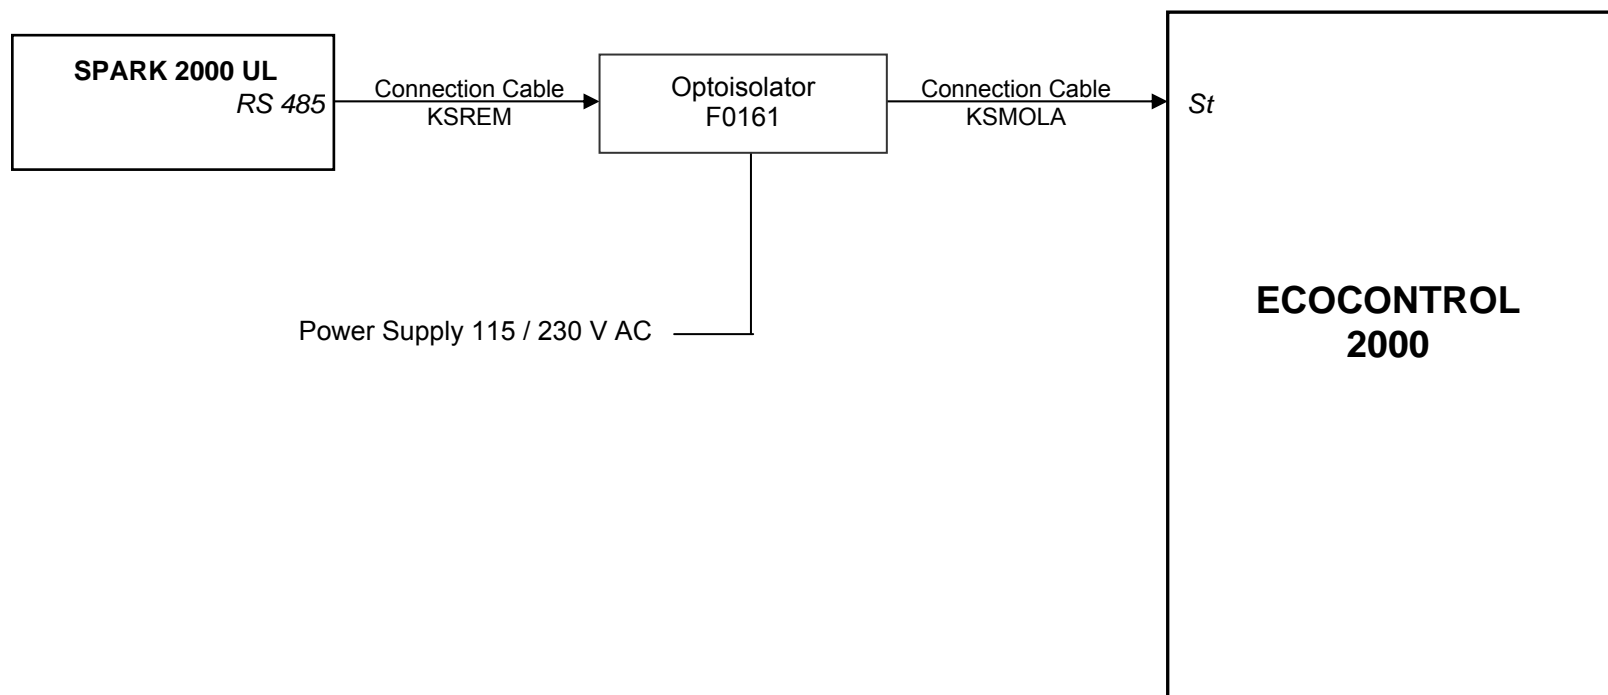 SPARK 2000 UL
RS 485
Connection Cable
KSREM
Optoisolator
F0161
Connection Cable
KSMOLA
St
Power Supply 115 / 230 V AC
ECOCONTROL
2000